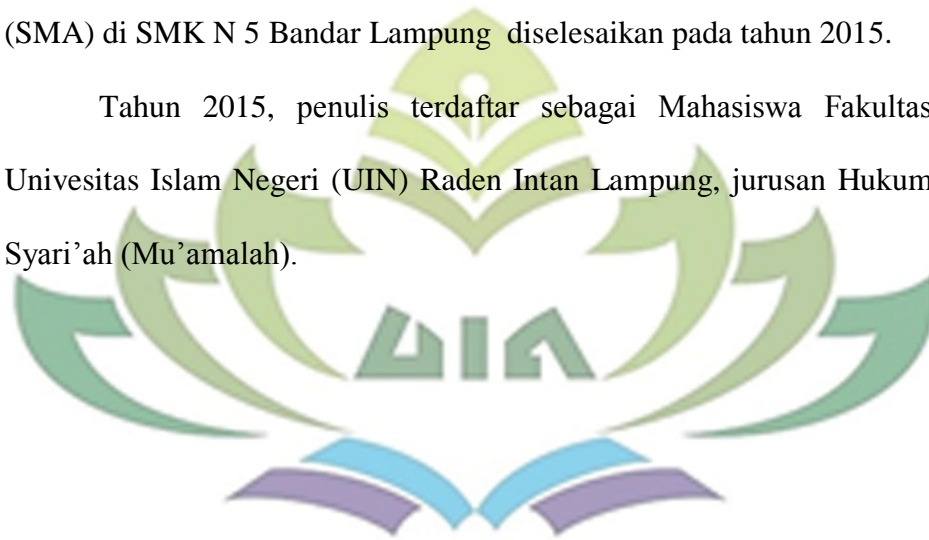 (SMA) di SMK N 5 Bandar Lampung diselesaikan pada tahun 2015.
Tahun 2015, penulis terdaftar sebagai Mahasiswa Fakultas
Univesitas Islam Negeri (UIN) Raden Intan Lampung, jurusan Hukum
Syari’ah (Mu’amalah).
UIN